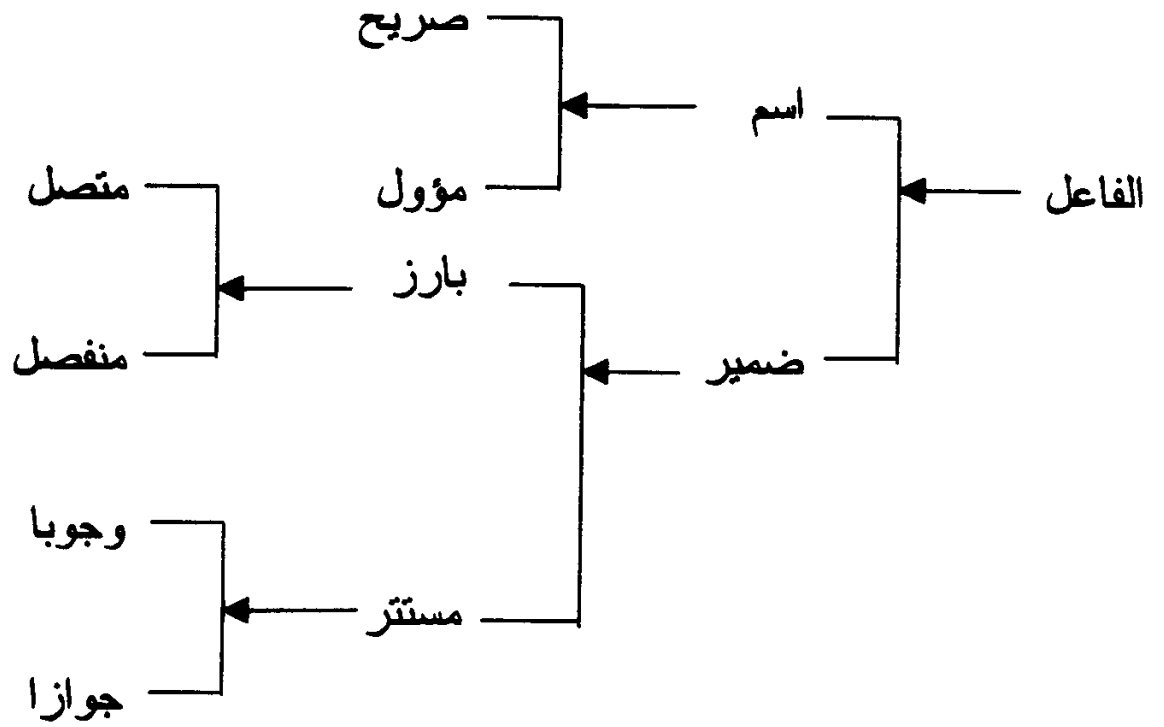 صريح
اسم
الفاعل
مؤول
متصل
بارز
ضمير
منفصل
وجوبا
مستتر
جوازا